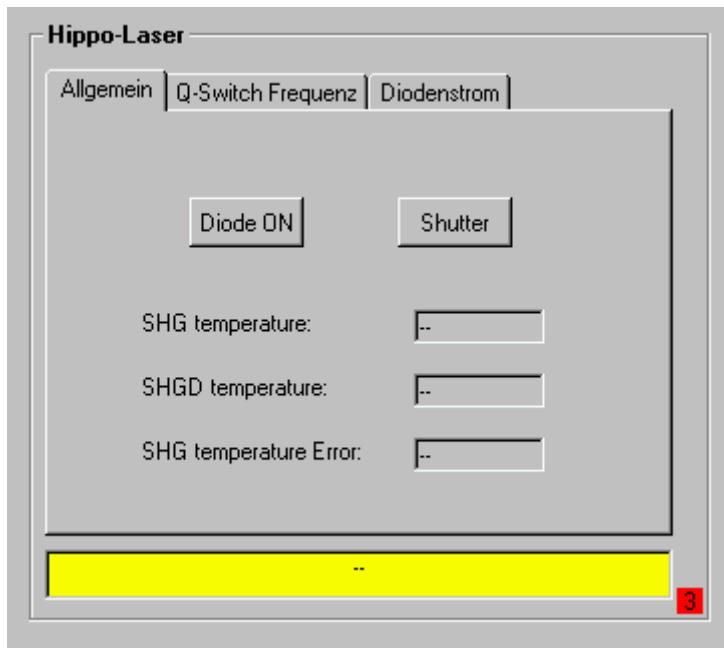 Hippo-Laser
Allgemein Q-Switch Frequenz Diodenstrom
Diode ON Shutter
SHG temperature: --
SHGD temperature: --
SHG temperature Error: --
--
3